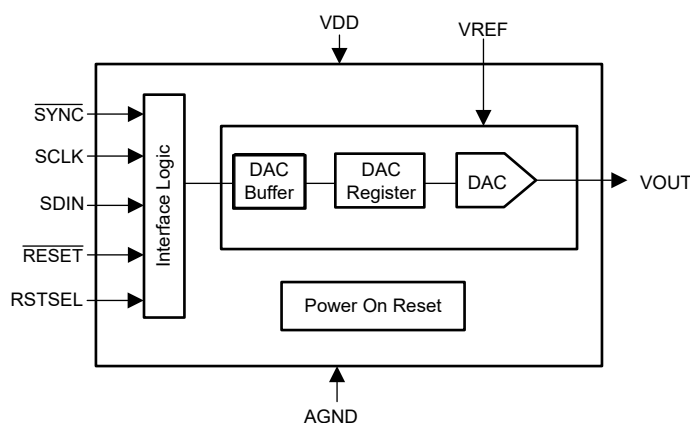 VDD
VREF
SYNC
SCLK
SDIN
RESET
RSTSEL
Interface Logic
DAC
Buffer
DAC
Register
DAC
VOUT
Power On Reset
AGND